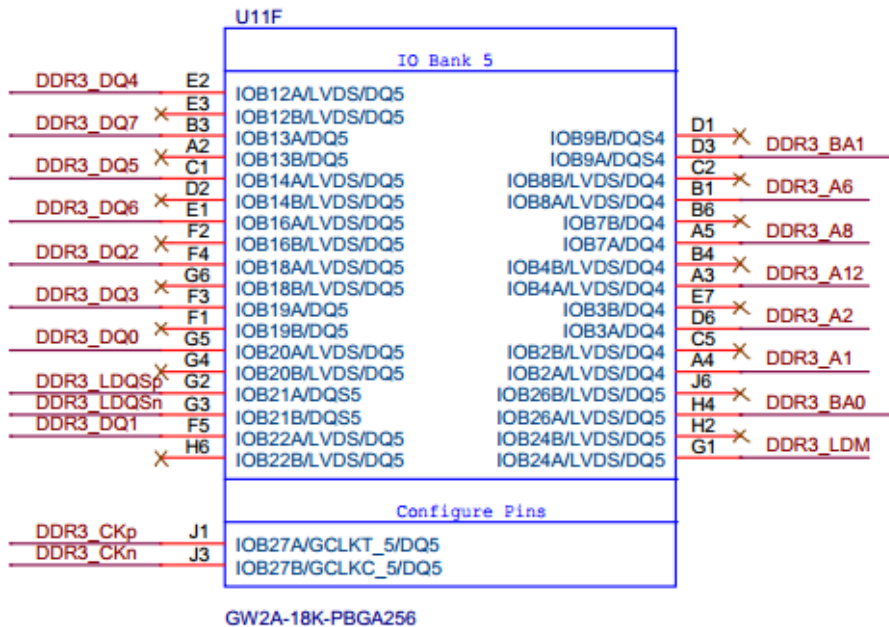 U11F
IO Bank 5
DDR3_DQ4 E2 IOB12A/LVDS/DQ5
E3 IOB12B/LVDS/DQ5
DDR3_DQ7 B3 IOB13A/DQ5
A2 IOB13B/DQ5
DDR3_DQ5 C1 IOB14A/LVDS/DQ5
D2 IOB14B/LVDS/DQ5
DDR3_DQ6 E1 IOB16A/LVDS/DQ5
F2 IOB16B/LVDS/DQ5
DDR3_DQ2 F4 IOB18A/LVDS/DQ5
G6 IOB18B/LVDS/DQ5
DDR3_DQ3 F3 IOB19A/DQ5
F1 IOB19B/DQ5
DDR3_DQ0 G5 IOB20A/LVDS/DQ5
G4 IOB20B/LVDS/DQ5
DDR3_LDQSp G2 IOB21A/DQS5
DDR3_LDQSn G3 IOB21B/DQS5
DDR3_DQ1 F5 IOB22A/LVDS/DQ5
H6 IOB22B/LVDS/DQ5
IOB9B/DQS4 D1
IOB9A/DQS4 D3 DDR3_BA1
IOB8B/LVDS/DQ4 C2
IOB8A/LVDS/DQ4 B1 DDR3_A6
IOB7B/DQ4 B6
IOB7A/DQ4 A5 DDR3_A8
IOB4B/LVDS/DQ4 B4
IOB4A/LVDS/DQ4 A3 DDR3_A12
IOB3B/DQ4 E7
IOB3A/DQ4 D6 DDR3_A2
IOB2B/LVDS/DQ4 C5
IOB2A/LVDS/DQ4 A4 DDR3_A1
IOB26B/LVDS/DQ5 J6
IOB26A/LVDS/DQ5 H4 DDR3_BA0
IOB24B/LVDS/DQ5 H2
IOB24A/LVDS/DQ5 G1 DDR3_LDM
Configure Pins
DDR3_CKp J1 IOB27A/GCLKT_5/DQ5
DDR3_CKn J3 IOB27B/GCLKC_5/DQ5
GW2A-18K-PBGA256